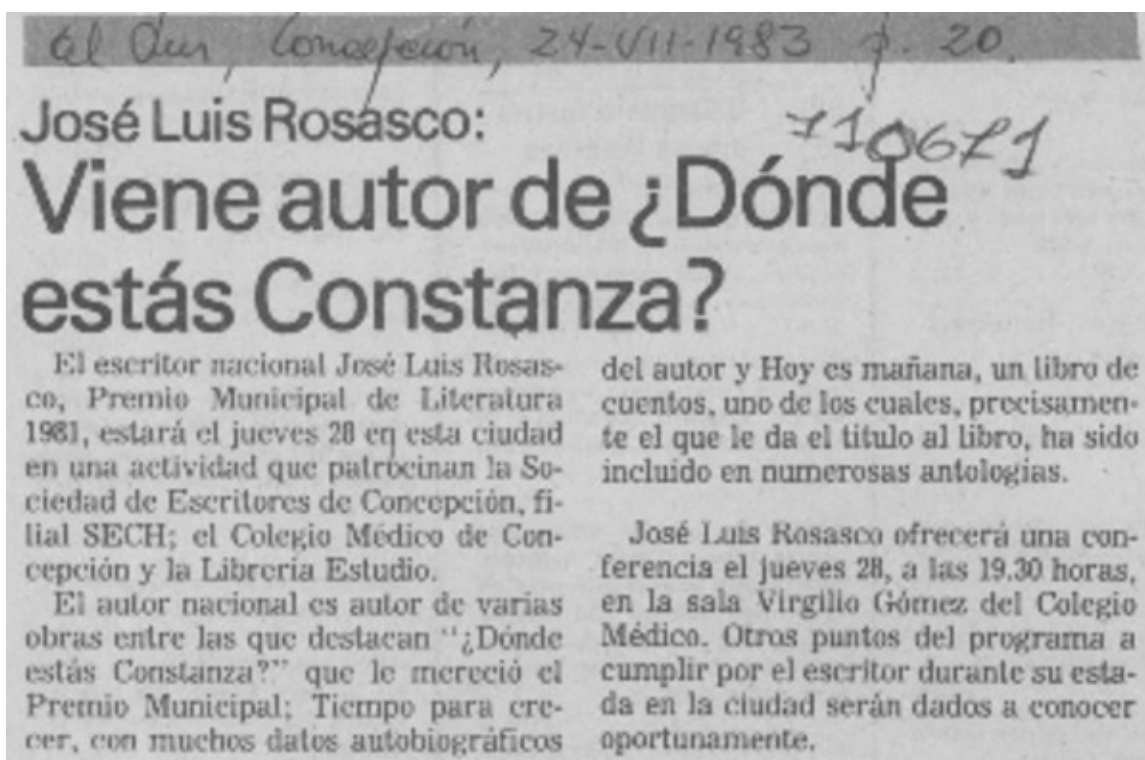 el Sur, Concepción, 24-VII-1983 p. 20.
710671
José Luis Rosasco:
Viene autor de ¿Dónde
estás Constanza?
El escritor nacional José Luis Rosas-
co, Premio Municipal de Literatura
1981, estará el jueves 28 en esta ciudad
en una actividad que patrocinan la So-
ciedad de Escritores de Concepción, fi-
lial SECH; el Colegio Médico de Con-
cepción y la Librería Estudio.
El autor nacional es autor de varias
obras entre las que destacan "¿Dónde
estás Constanza?" que le mereció el
Premio Municipal; Tiempo para cre-
cer, con muchos datos autobiográficos
del autor y Hoy es mañana, un libro de
cuentos, uno de los cuales, precisamen-
te el que le da el titulo al libro, ha sido
incluido en numerosas antologías.
José Luis Rosasco ofrecerá una con-
ferencia el jueves 28, a las 19.30 horas,
en la sala Virgilio Gómez del Colegio
Médico. Otros puntos del programa a
cumplir por el escritor durante su esta-
da en la ciudad serán dados a conocer
oportunamente.